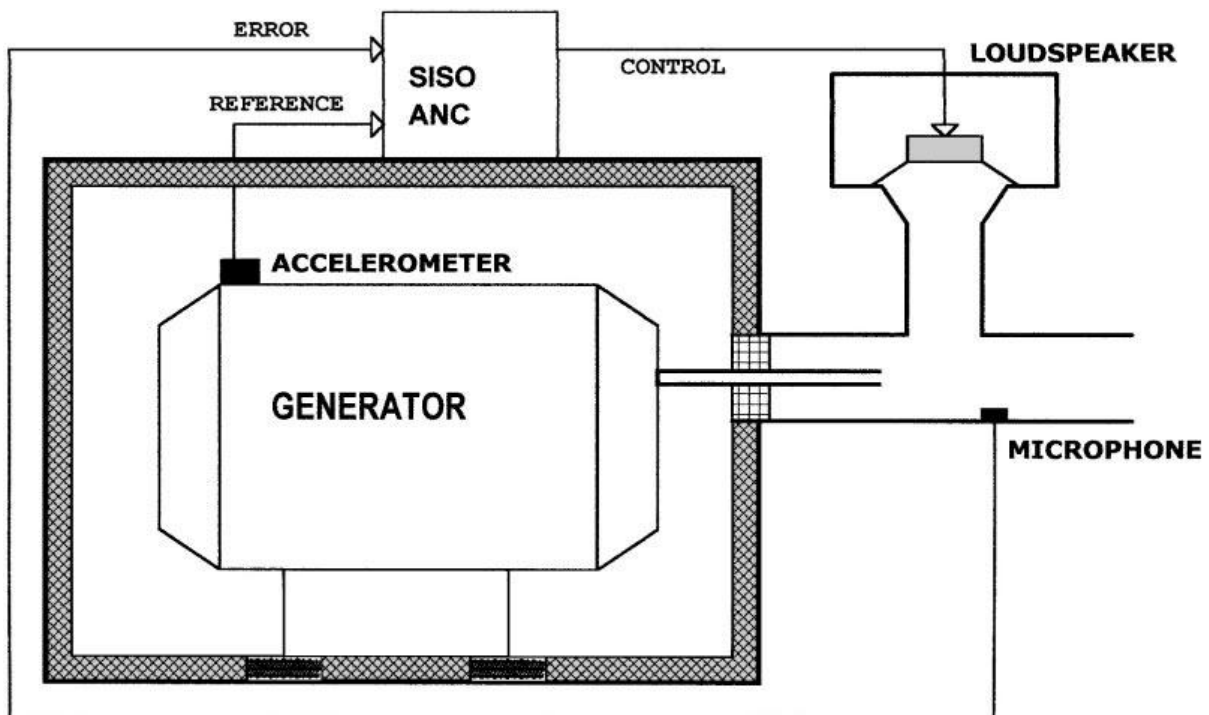 ERROR
SISO
ANC
CONTROL
LOUDSPEAKER
REFERENCE
ACCELEROMETER
GENERATOR
MICROPHONE